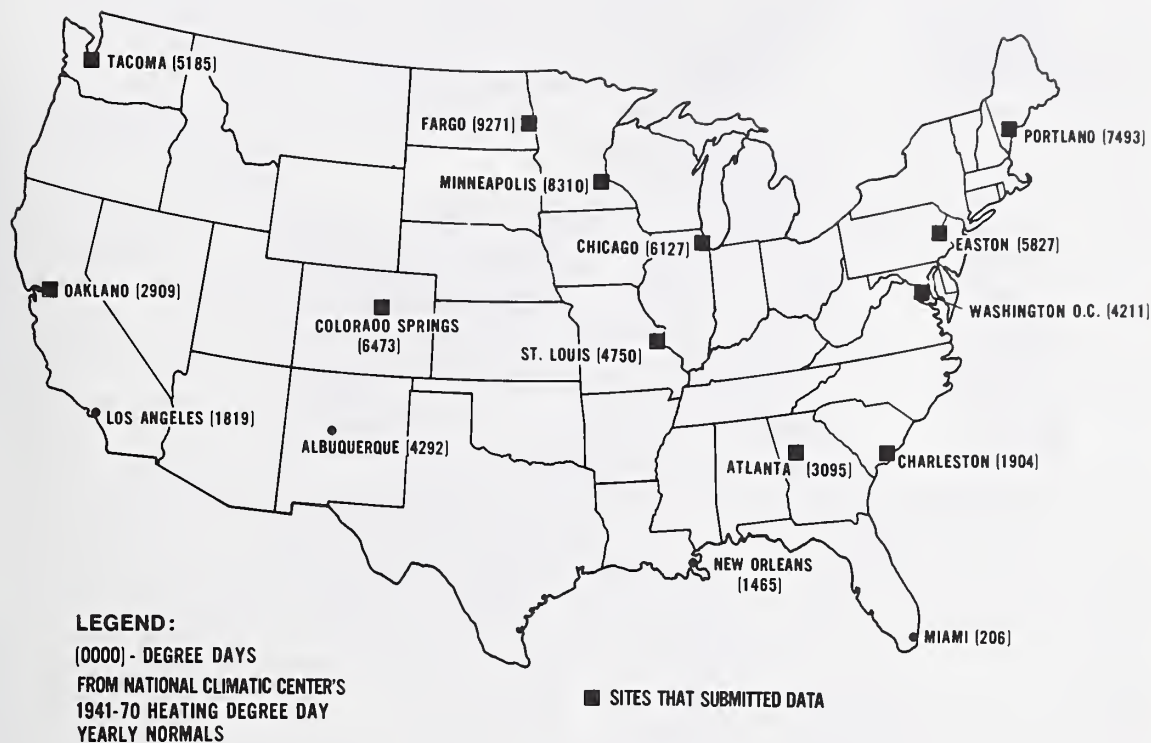 TACOMA (5185)
FARGO (9271)
PORTLAND (7493)
MINNEAPOLIS (8310)
CHICAGO (6127)
EASTON (5827)
OAKLAND (2909)
COLORADO SPRINGS
(6473)
WASHINGTON D.C. (4211)
ST. LOUIS (4750)
LOS ANGELES (1819)
ALBUQUERQUE (4292)
ATLANTA (3095)
CHARLESTON (1904)
NEW ORLEANS
(1465)
MIAMI (206)
LEGEND:
(0000) - DEGREE DAYS
FROM NATIONAL CLIMATIC CENTER'S
1941-70 HEATING DEGREE DAY
YEARLY NORMALS
SITES THAT SUBMITTED DATA